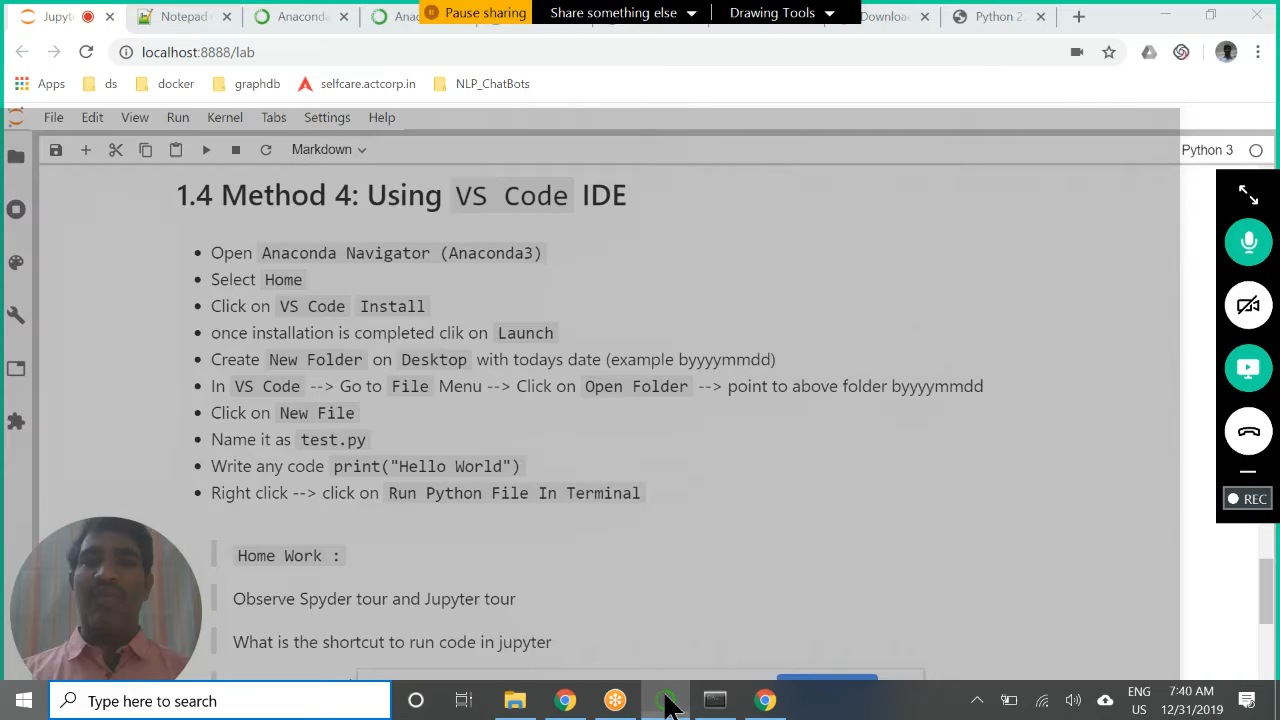 Jupyt
Notepad
Anaconda
Ana
Pause sharing
Share something else
Drawing Tools
Downloac
Python 2.
localhost:8888/lab
Apps
ds
docker
graphdb
selfcare.actcorp.in
NLP_ChatBots
File Edit View Run Kernel Tabs Settings Help
Markdown
Python 3
1.4 Method 4: Using VS Code IDE
Open Anaconda Navigator (Anaconda3)
Select Home
Click on VS Code Install
once installation is completed clik on Launch
Create New Folder on Desktop with todays date (example byyyymmdd)
In VS Code --> Go to File Menu --> Click on Open Folder --> point to above folder byyyymmdd
Click on New File
Name it as test.py
Write any code print("Hello World")
Right click --> click on Run Python File In Terminal
REC
Home Work :
Observe Spyder tour and Jupyter tour
What is the shortcut to run code in jupyter
Type here to search
ENG
US
7:40 AM
12/31/2019